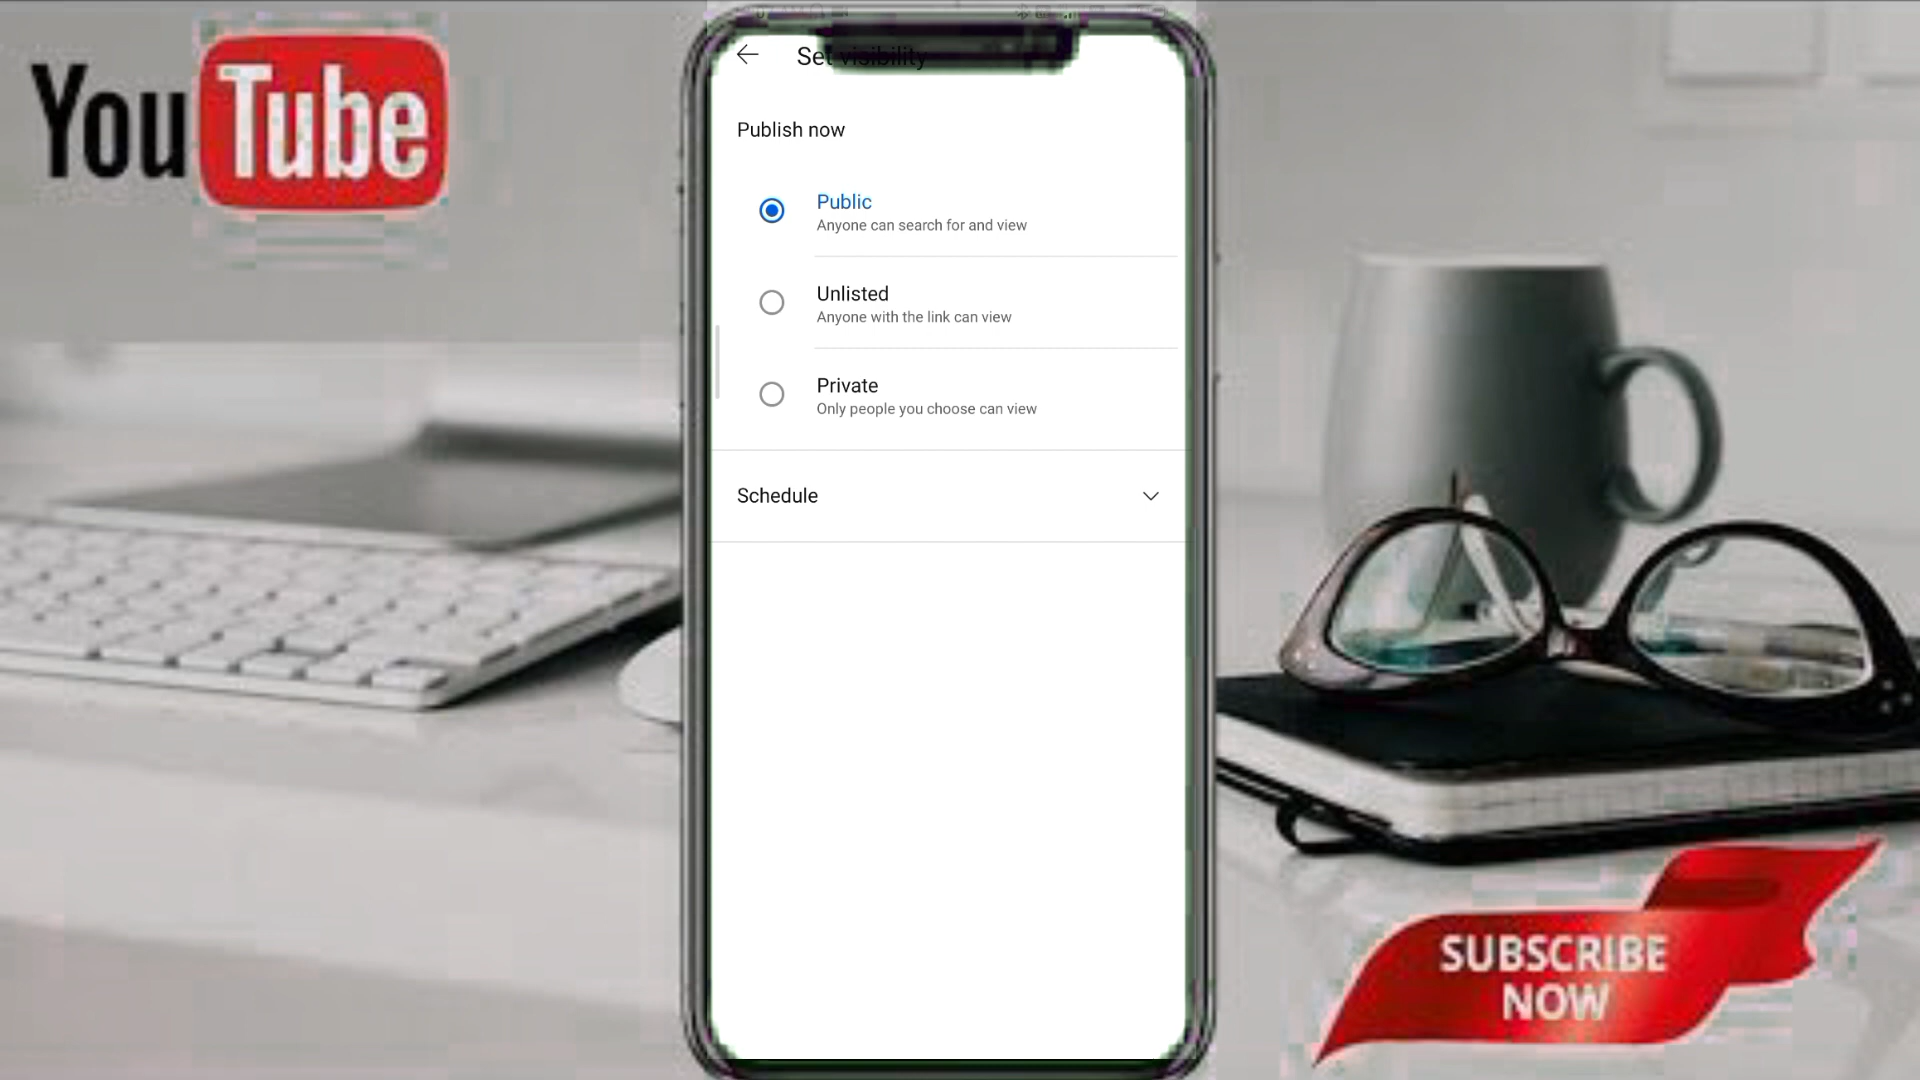 YouTube
Set visibility
Publish now
Public
Anyone can search for and view
Unlisted
Anyone with the link can view
Private
Only people you choose can view
Schedule
SUBSCRIBE
NOW